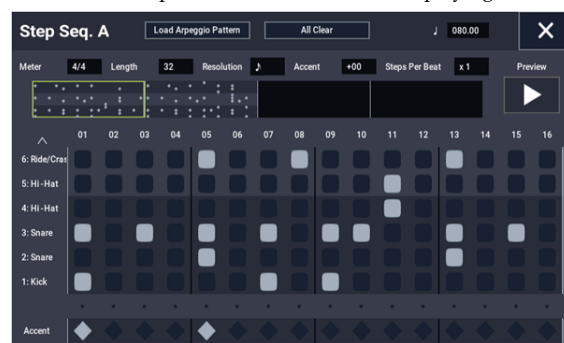 Step Seq. A Load Arpeggio Pattern All Clear ♩ 080.00 X
Meter 4/4 Length 32 Resolution ♪ Accent +00 Steps Per Beat x 1 Preview
01 02 03 04 05 06 07 08 09 10 11 12 13 14 15 16
6: Ride/Cras
5: Hi-Hat
4: Hi-Hat
3: Snare
2: Snare
1: Kick
Accent